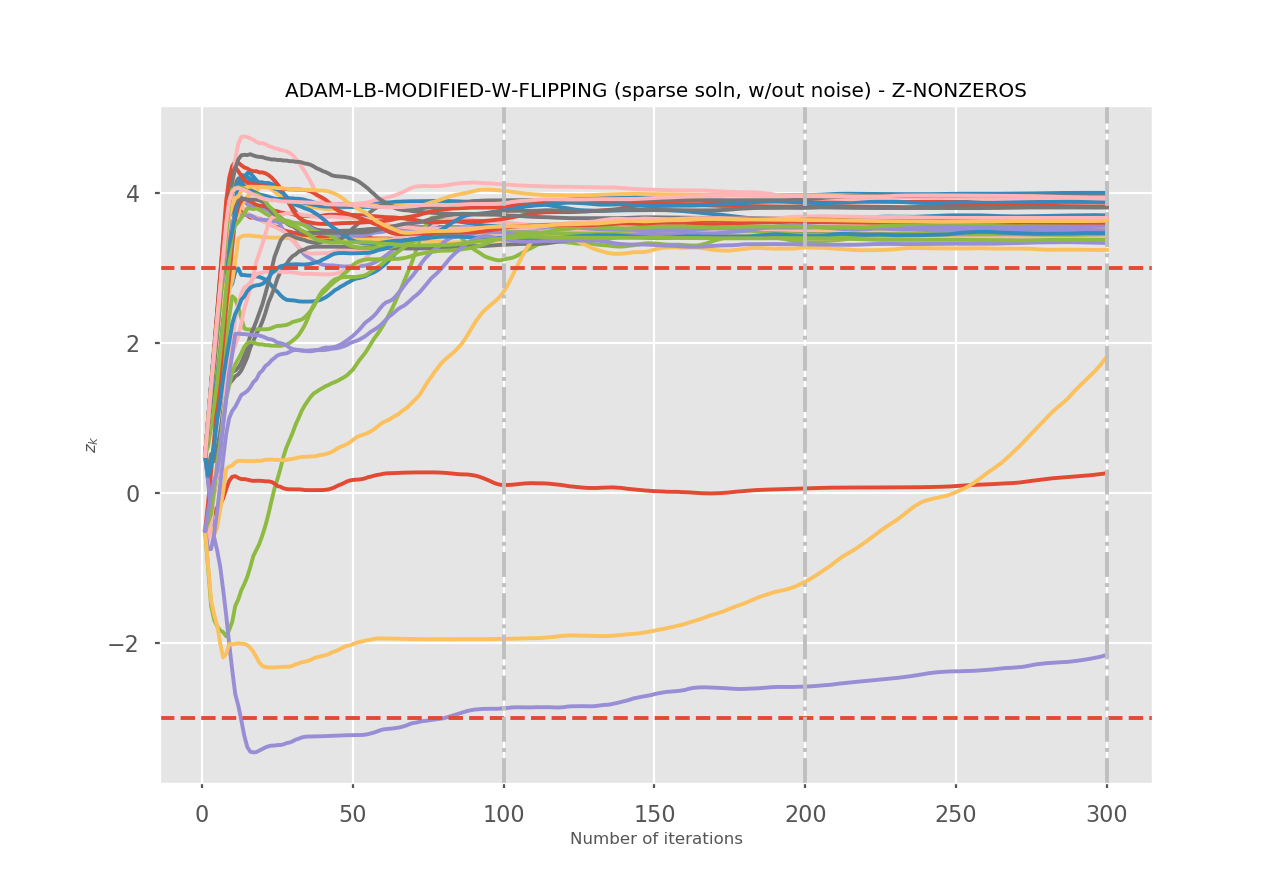 ADAM-LB-MODIFIED-W-FLIPPING (sparse soln, w/out noise) - Z-NONZEROS
4
2
0
−2
z_k
0 50 100 150 200 250 300
Number of iterations